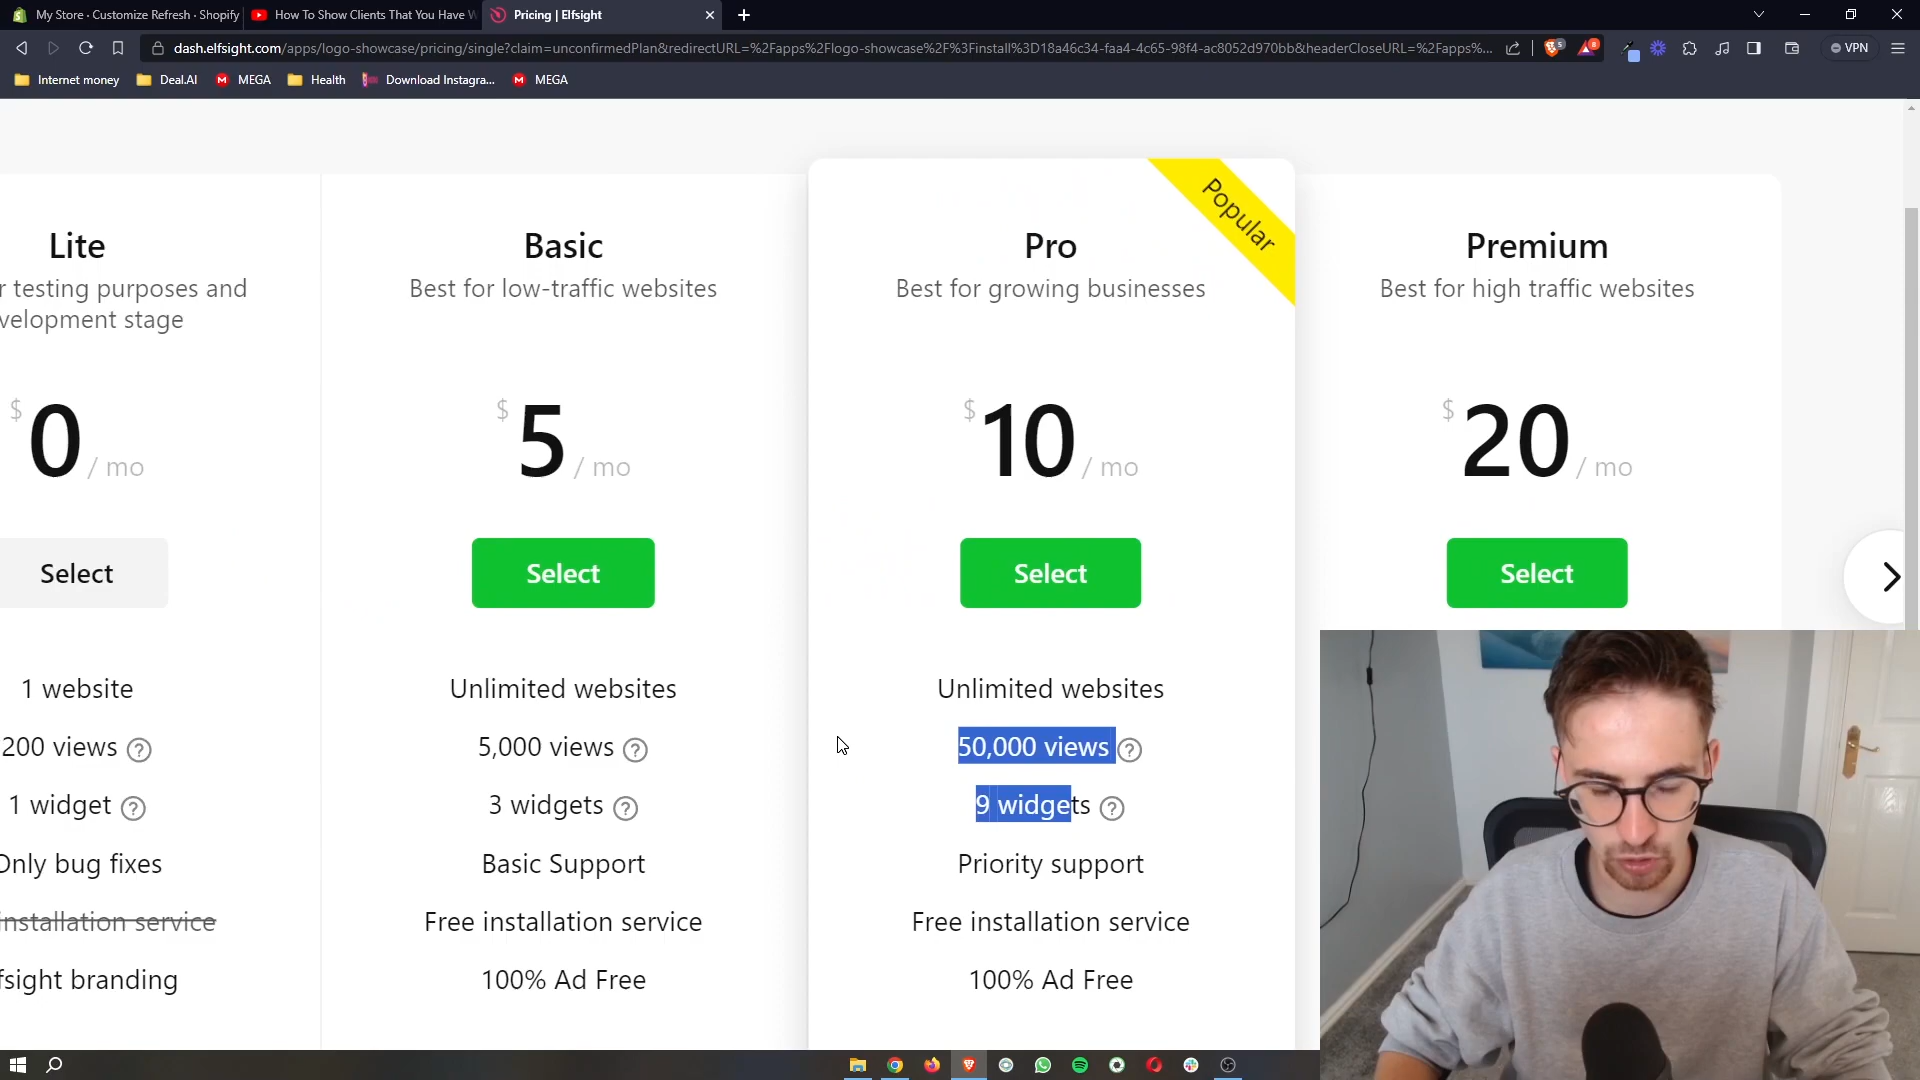 My Store · Customize Refresh · Shopify
How To Show Clients That You Have W
Pricing | Elfsight
dash.elfsight.com/apps/logo-showcase/pricing/single?claim=unconfirmedPlan&redirectURL=%2Fapps%2Flogo-showcase%2F%3Finstall%3D18a46c34-faa4-4c65-98f4-ac8052d970bb&headerCloseURL=%2Fapps%...
VPN
Internet money
Deal.AI
MEGA
Health
Download Instagra...
MEGA
Lite
r testing purposes and
velopment stage
$0 / mo
Select
1 website
200 views
1 widget
Only bug fixes
installation service
fsight branding
Basic
Best for low-traffic websites
$5 / mo
Select
Unlimited websites
5,000 views
3 widgets
Basic Support
Free installation service
100% Ad Free
Popular
Pro
Best for growing businesses
$10 / mo
Select
Unlimited websites
50,000 views
9 widgets
Priority support
Free installation service
100% Ad Free
Premium
Best for high traffic websites
$20 / mo
Select